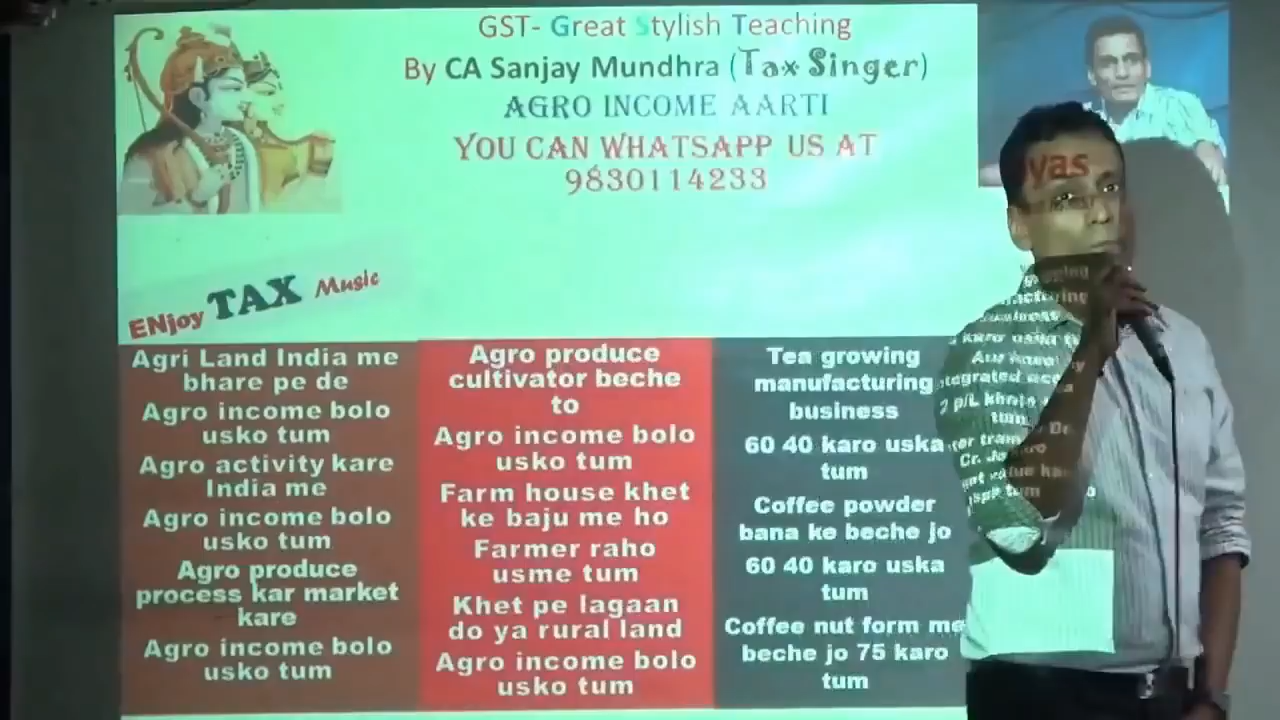 GST- Great Stylish Teaching
By CA Sanjay Mundhra (Tax Singer)
AGRO INCOME AARTI
YOU CAN WHATSAPP US AT
9830114233
ENjoy TAX Music
Agri Land India me
bhare pe de
Agro income bolo
usko tum
Agro activity kare
India me
Agro income bolo
usko tum
Agro produce
process kar market
kare
Agro income bolo
usko tum
Agro produce
cultivator beche
to
Agro income bolo
usko tum
Farm house khet
ke baju me ho
Farmer raho
usme tum
Khet pe lagaan
do ya rural land
Agro income bolo
usko tum
Tea growing
manufacturing
business
60 40 karo uska
tum
Coffee powder
bana ke beche jo
60 40 karo uska
tum
Coffee nut form me
beche jo 75 karo
tum
yas
karo uska
2 p/L
tum
tum